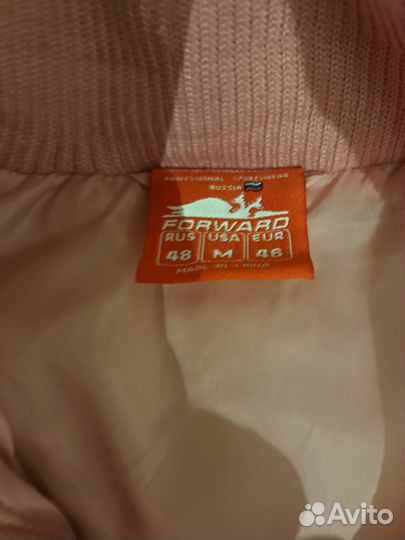 PROFESSIONAL SPORTSWEAR
RUSSIA
FORWARD
RUS USA EUR
48 M 46
MADE IN CHINA
Avito